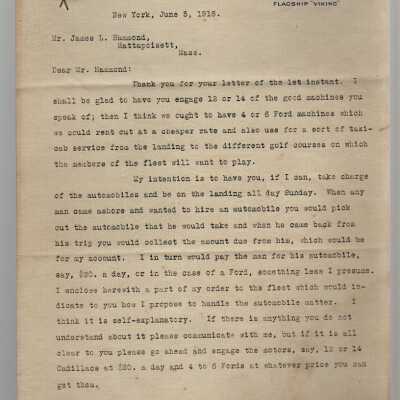 FLAGSHIP "VIKING"
New York, June 5, 1916.
Mr. James L. Hammond,
Mattapoisett,
Mass.
Dear Mr. Hammond:
Thank you for your letter of the 1st instant. I
shall be glad to have you engage 12 or 14 of the good machines you
speak of; then I think we ought to have 4 or 6 Ford machines which
we could rent out at a cheaper rate and also use for a sort of taxi-
cab service from the landing to the different golf courses on which
the members of the fleet will want to play.
My intention is to have you, if I can, take charge
of the automobiles and be on the landing all day Sunday. When any
man came ashore and wanted to hire an automobile you would pick
out the automobile that he would take and when he came back from
his trip you would collect the amount due from him, which would be
for my account. I in turn would pay the man for his automobile,
say, $20. a day, or in the case of a Ford, something less I presume.
I enclose herewith a part of my order to the fleet which would in-
dicate to you how I propose to handle the automobile matter. I
think it is self-explanatory. If there is anything you do not
understand about it please communicate with me, but if it is all
clear to you please go ahead and engage the motors, say, 12 or 14
Cadillacs at $20. a day and 4 to 6 Fords at whatever price you can
get them.